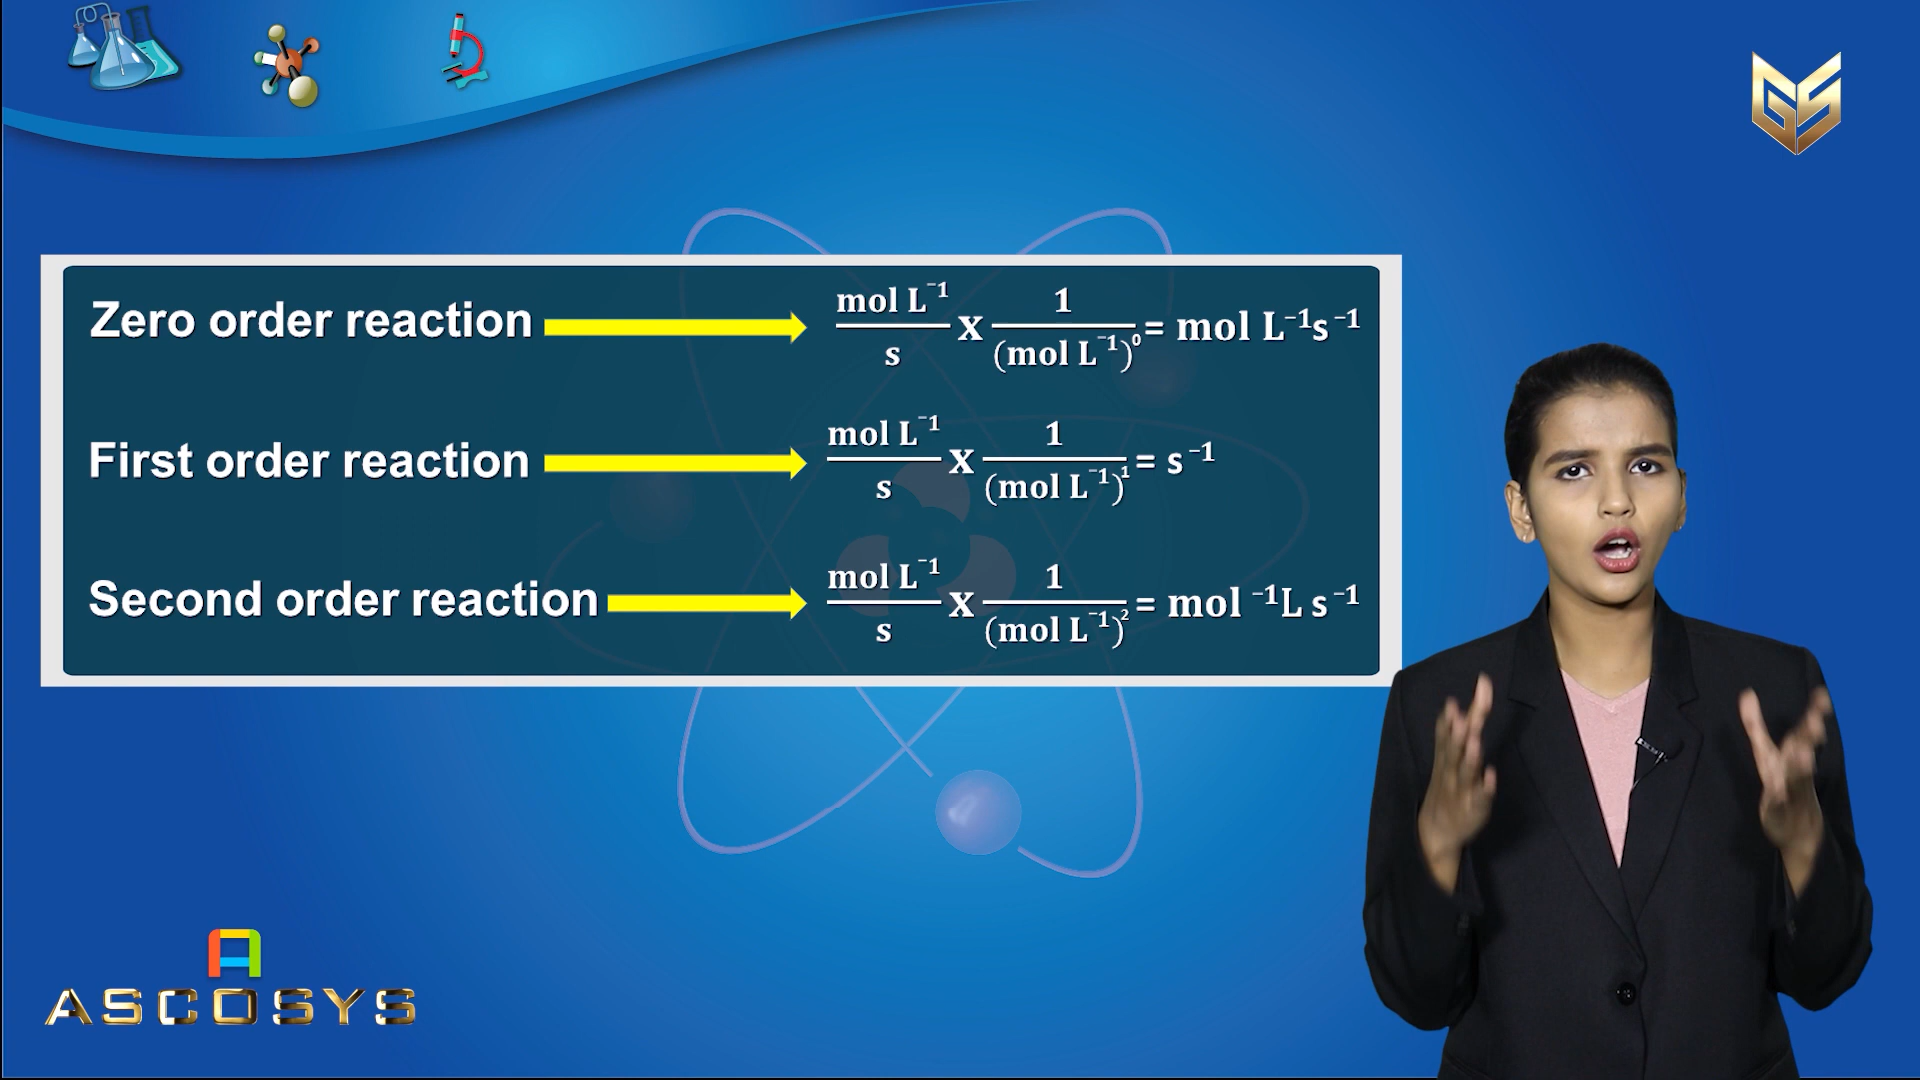 Zero order reaction mol L⁻¹/s x 1/(mol L⁻¹)⁰ = mol L⁻¹s⁻¹
First order reaction mol L⁻¹/s x 1/(mol L⁻¹)¹ = s⁻¹
Second order reaction mol L⁻¹/s x 1/(mol L⁻¹)² = mol ⁻¹L s⁻¹
ASCOSYS